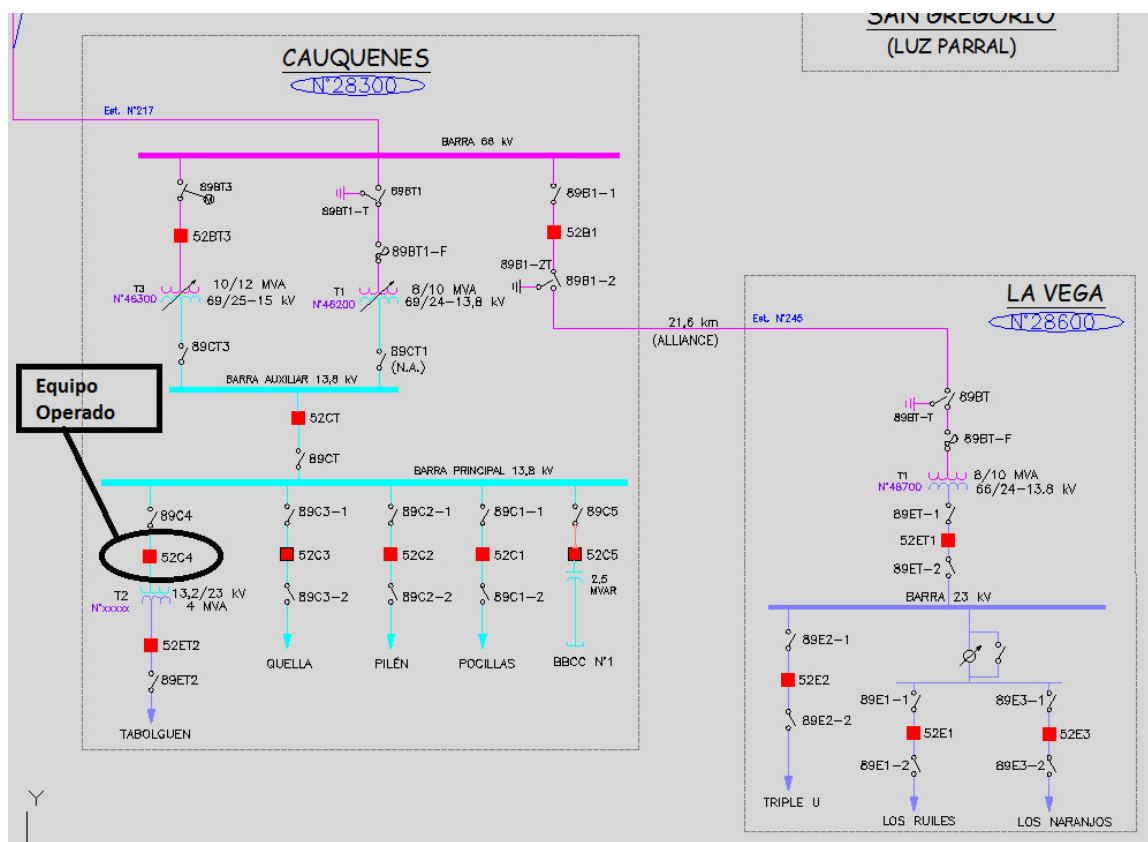 SAN GREGORIO
(LUZ PARRAL)
CAUQUENES
N°28300
Est. N°217
BARRA 66 kV
89BT3
M
52BT3
T3
N°46300
10/12 MVA
69/25-15 kV
89BT1
89BT1-T
89BT1-F
T1
N°46200
8/10 MVA
69/24-13,8 kV
89B1-1
52B1
89B1-2T
89B1-2
21,6 km
(ALLIANCE)
89CT3
89CT1
(N.A.)
BARRA AUXILIAR 13,8 kV
52CT
89CT
BARRA PRINCIPAL 13,8 kV
Equipo
Operado
89C4
52C4
T2
N°xxxxx
13,2/23 kV
4 MVA
52ET2
89ET2
TABOLGUEN
89C3-1
52C3
89C3-2
QUELLA
89C2-1
52C2
89C2-2
PILÉN
89C1-1
52C1
89C1-2
POCILLAS
89C5
52C5
2,5
MVAR
BBCC N°1
LA VEGA
N°28600
Est. N°245
89BT
89BT-T
89BT-F
T1
N°48700
8/10 MVA
66/24-13.8 kV
89ET-1
52ET1
89ET-2
BARRA 23 kV
89E2-1
52E2
89E2-2
TRIPLE U
89E1-1
52E1
89E1-2
LOS RUILES
89E3-1
52E3
89E3-2
LOS NARANJOS
Y